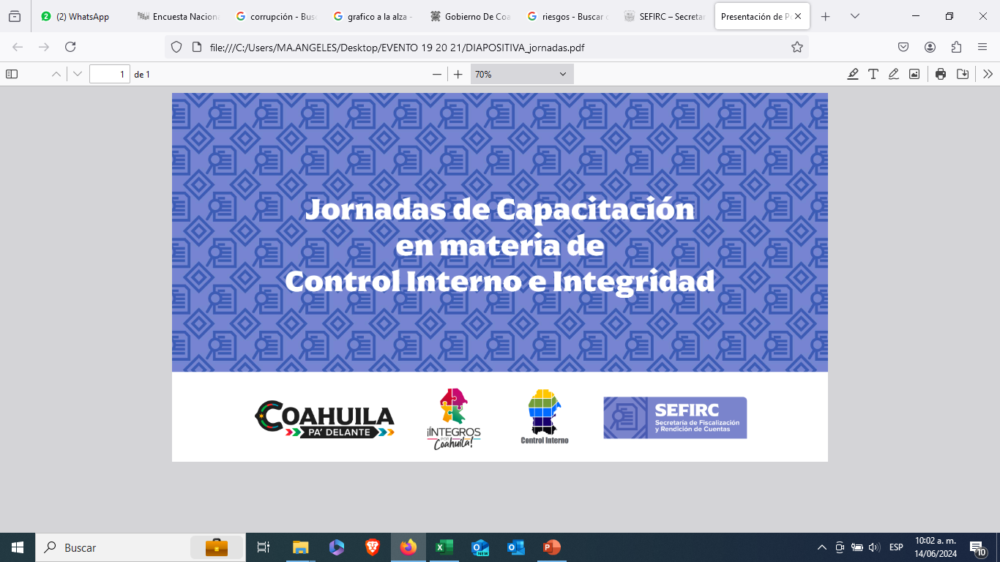 (2) WhatsApp
Encuesta Naciona
corrupción - Bus
grafico a la alza -
Gobierno De Coa
riesgos - Buscar c
SEFIRC – Secretar
Presentación de Po
file:///C:/Users/MA.ANGELES/Desktop/EVENTO 19 20 21/DIAPOSITIVA_jornadas.pdf
1 de 1
70%
Jornadas de Capacitación
en materia de
Control Interno e Integridad
COAHUILA
PA' DELANTE
¡ÍNTEGROS
POR
Coahuila!
Control Interno
SEFIRC
Secretaría de Fiscalización
y Rendición de Cuentas
Buscar
NEW
ESP
10:02 a. m.
14/06/2024
10